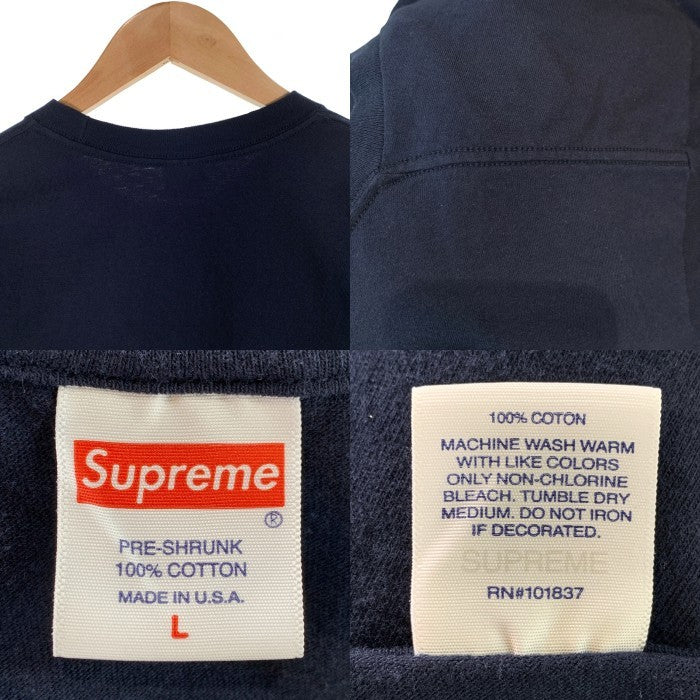 Supreme
®
PRE-SHRUNK
100% COTTON
MADE IN U.S.A.
L
100% COTON
MACHINE WASH WARM
WITH LIKE COLORS
ONLY NON-CHLORINE
BLEACH. TUMBLE DRY
MEDIUM. DO NOT IRON
IF DECORATED.
SUPREME
RN#101837